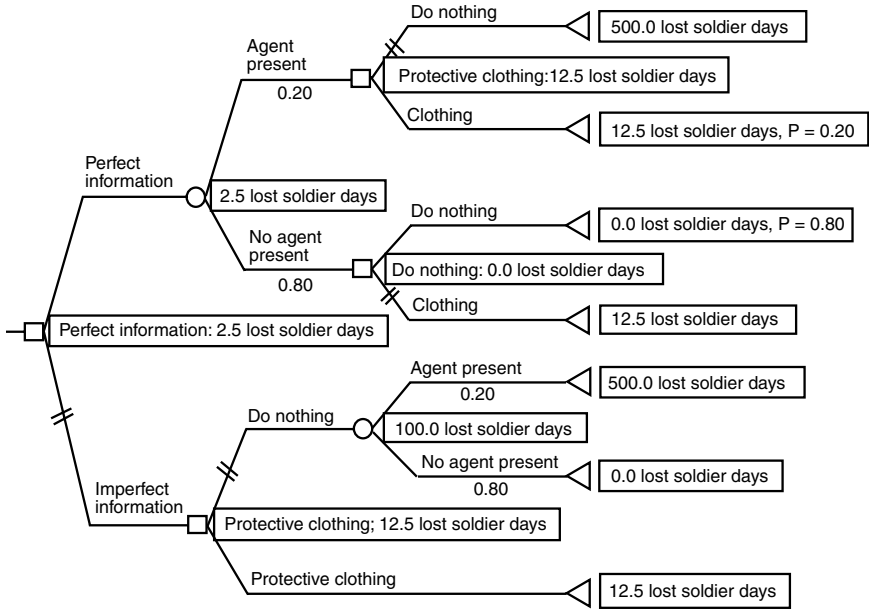 Do nothing
500.0 lost soldier days
Agent
present
0.20
Protective clothing:12.5 lost soldier days
Clothing
12.5 lost soldier days, P = 0.20
Perfect
information
2.5 lost soldier days
Do nothing
0.0 lost soldier days, P = 0.80
No agent
present
0.80
Do nothing: 0.0 lost soldier days
Clothing
12.5 lost soldier days
Perfect information: 2.5 lost soldier days
Agent present
0.20
500.0 lost soldier days
Do nothing
100.0 lost soldier days
No agent present
0.80
0.0 lost soldier days
Imperfect
information
Protective clothing; 12.5 lost soldier days
Protective clothing
12.5 lost soldier days